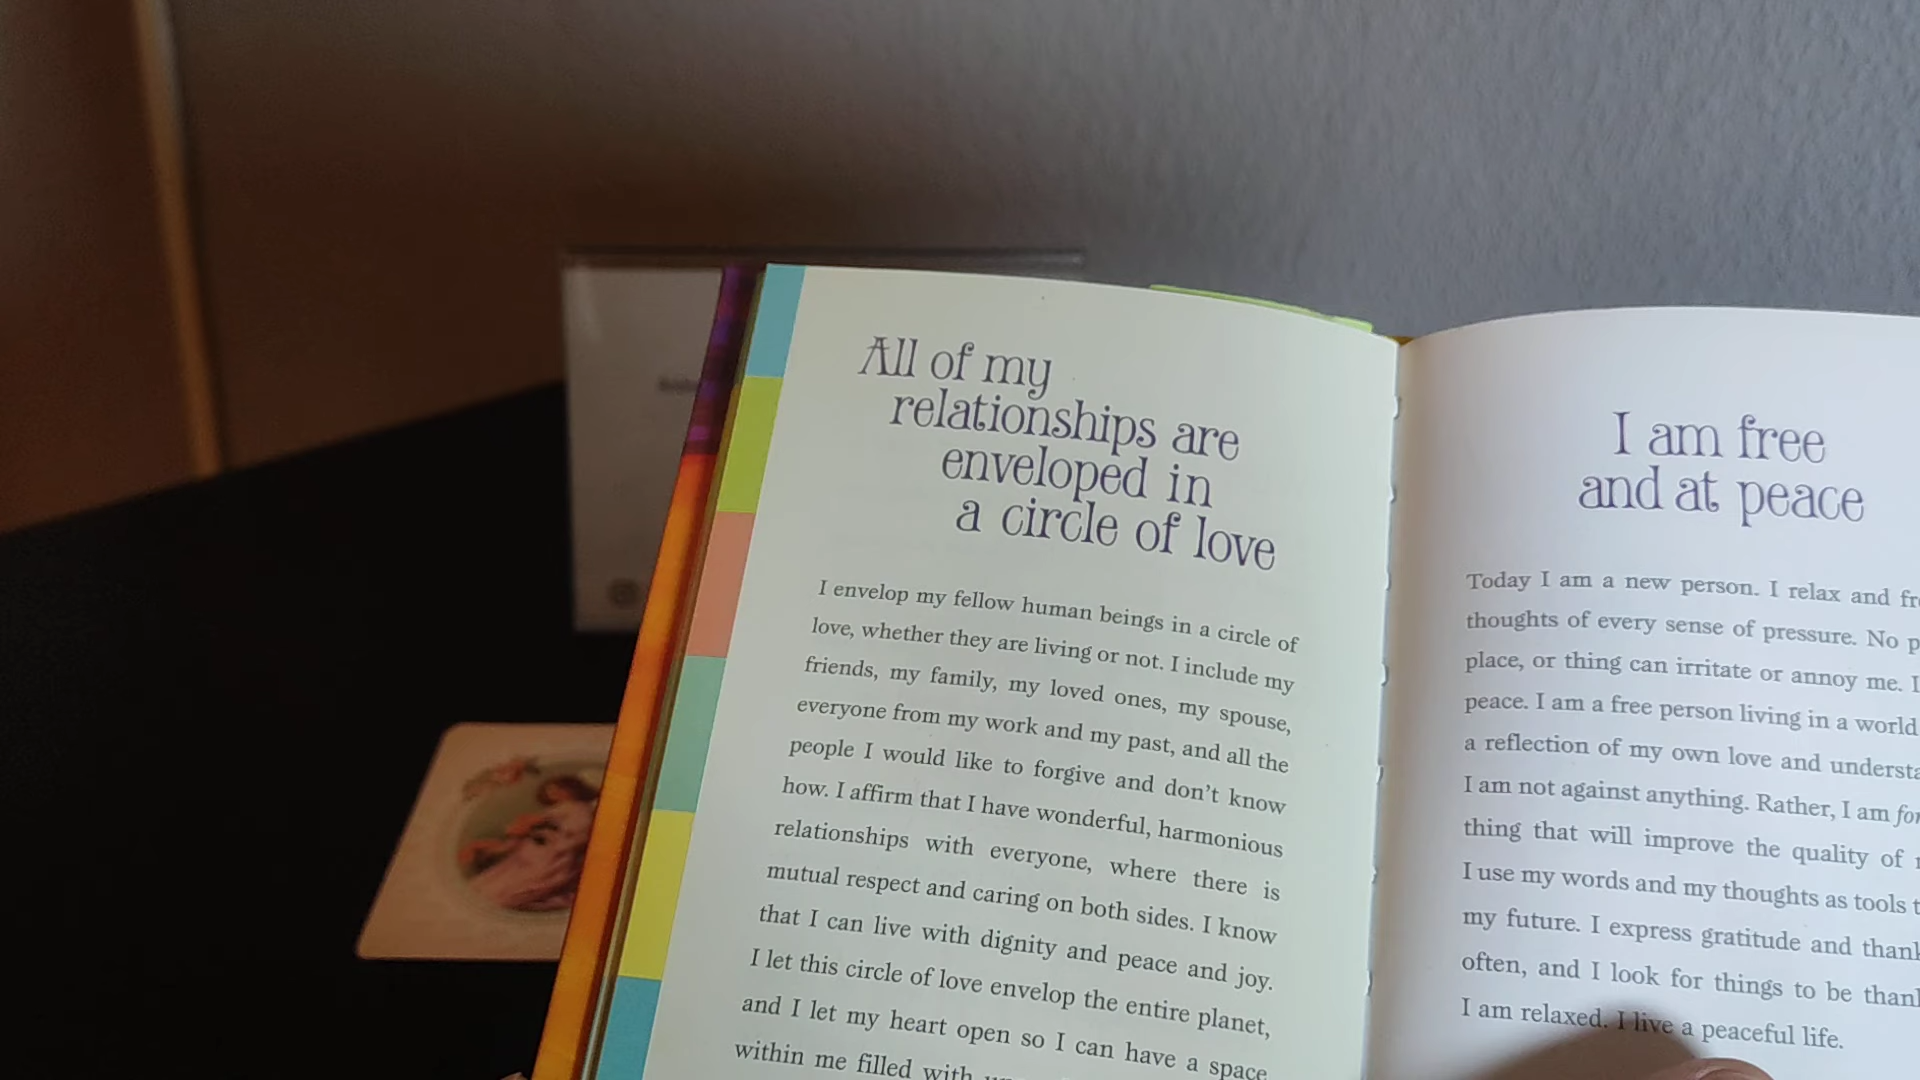 All of my
relationships are
enveloped in
a circle of love
I envelop my fellow human beings in a circle of
love, whether they are living or not. I include my
friends, my family, my loved ones, my spouse,
everyone from my work and my past, and all the
people I would like to forgive and don't know
how. I affirm that I have wonderful, harmonious
relationships with everyone, where there is
mutual respect and caring on both sides. I know
that I can live with dignity and peace and joy.
I let this circle of love envelop the entire planet,
and I let my heart open so I can have a space
within me filled with
I am free
and at peace
Today I am a new person. I relax and
thoughts of every sense of pressure. No
place, or thing can irritate or annoy me.
peace. I am a free person living in a world
a reflection of my own love and
I am not against anything. Rather, I am for
thing that will improve the quality of
I use my words and my thoughts as tools
my future. I express gratitude and
often, and I look for things to be
I am relaxed. I live a peaceful life.